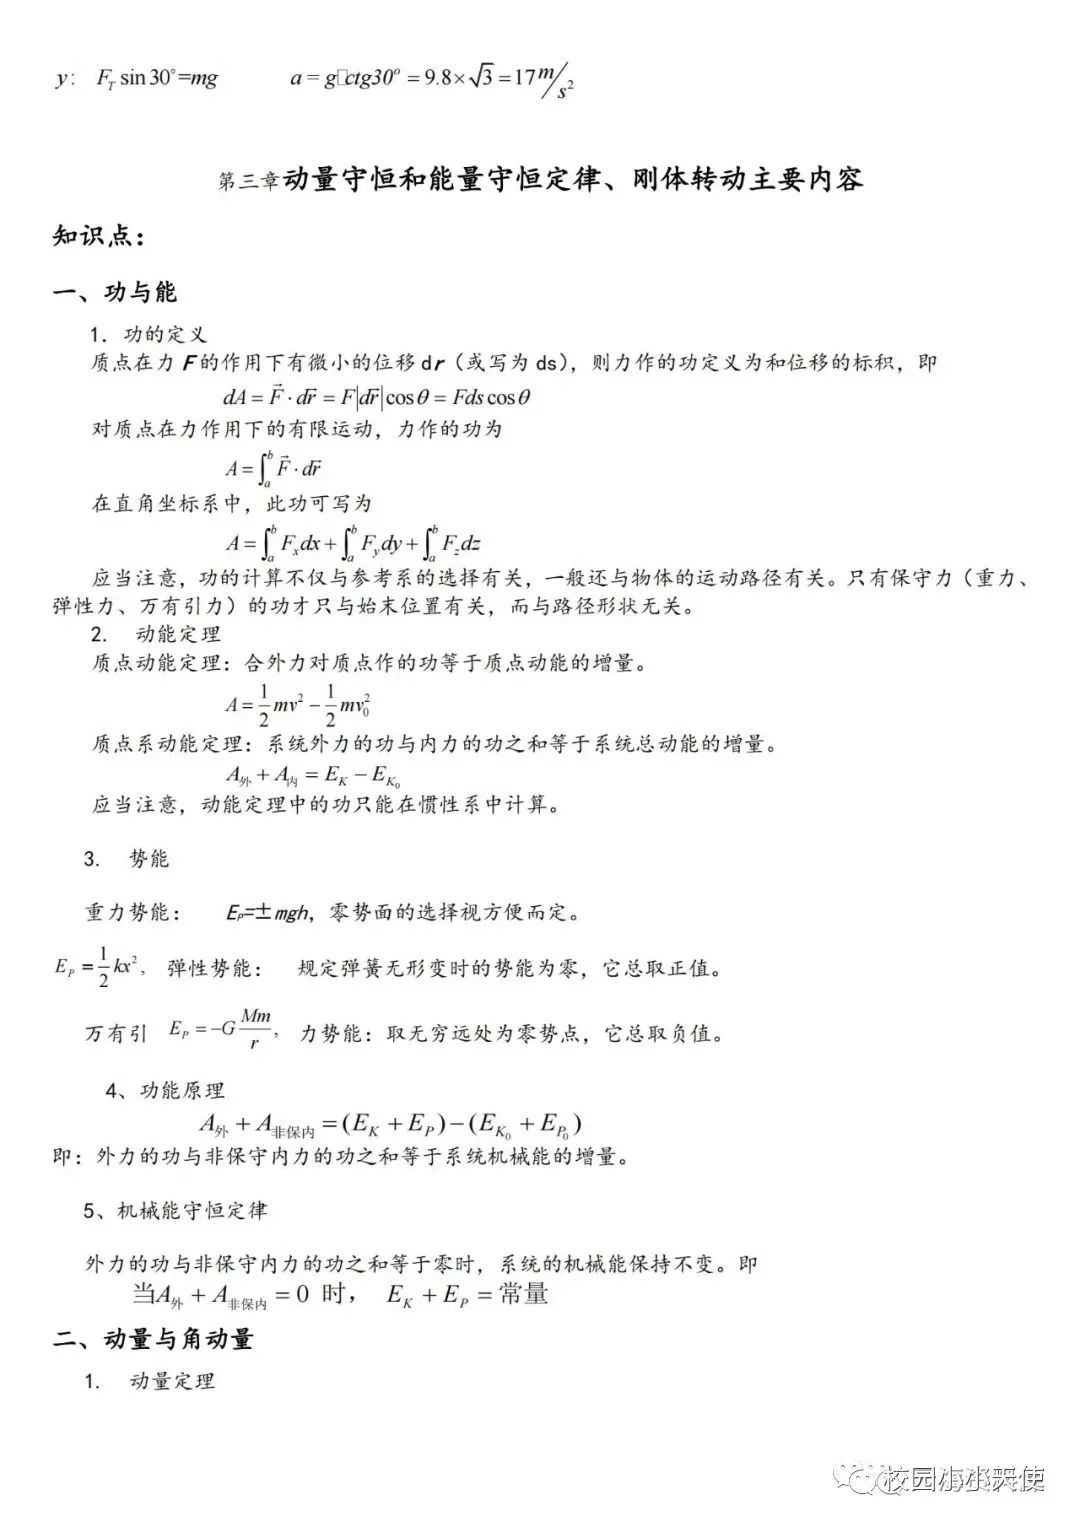 y: F_T sin30°=mg a = g□ctg30° = 9.8×√3 = 17 m/s²
第三章动量守恒和能量守恒定律、刚体转动主要内容
知识点：
一、功与能
1. 功的定义
质点在力 F 的作用下有微小的位移 dr（或写为 ds），则力作的功定义为和位移的标积，即
dA = F⃗ · dr⃗ = F|dr⃗|cosθ = Fds cosθ
对质点在力作用下的有限运动，力作的功为
A = ∫_a^b F⃗ · dr⃗
在直角坐标系中，此功可写为
A = ∫_a^b F_x dx + ∫_a^b F_y dy + ∫_a^b F_z dz
应当注意，功的计算不仅与参考系的选择有关，一般还与物体的运动路径有关。只有保守力（重力、
弹性力、万有引力）的功才只与始末位置有关，而与路径形状无关。
2. 动能定理
质点动能定理：合外力对质点作的功等于质点动能的增量。
A = 1/2 mv² − 1/2 mv₀²
质点系动能定理：系统外力的功与内力的功之和等于系统总动能的增量。
A_外 + A_内 = E_K − E_K₀
应当注意，动能定理中的功只能在惯性系中计算。
3. 势能
重力势能： E_P=±mgh，零势面的选择视方便而定。
E_P = 1/2 kx², 弹性势能： 规定弹簧无形变时的势能为零，它总取正值。
万有引 E_P = −G Mm/r, 力势能：取无穷远处为零势点，它总取负值。
4、功能原理
A_外 + A_非保内 = (E_K + E_P) − (E_K₀ + E_P₀)
即：外力的功与非保守内力的功之和等于系统机械能的增量。
5、机械能守恒定律
外力的功与非保守内力的功之和等于零时，系统的机械能保持不变。即
当A_外 + A_非保内 = 0 时， E_K + E_P = 常量
二、动量与角动量
1. 动量定理
校园小小天使